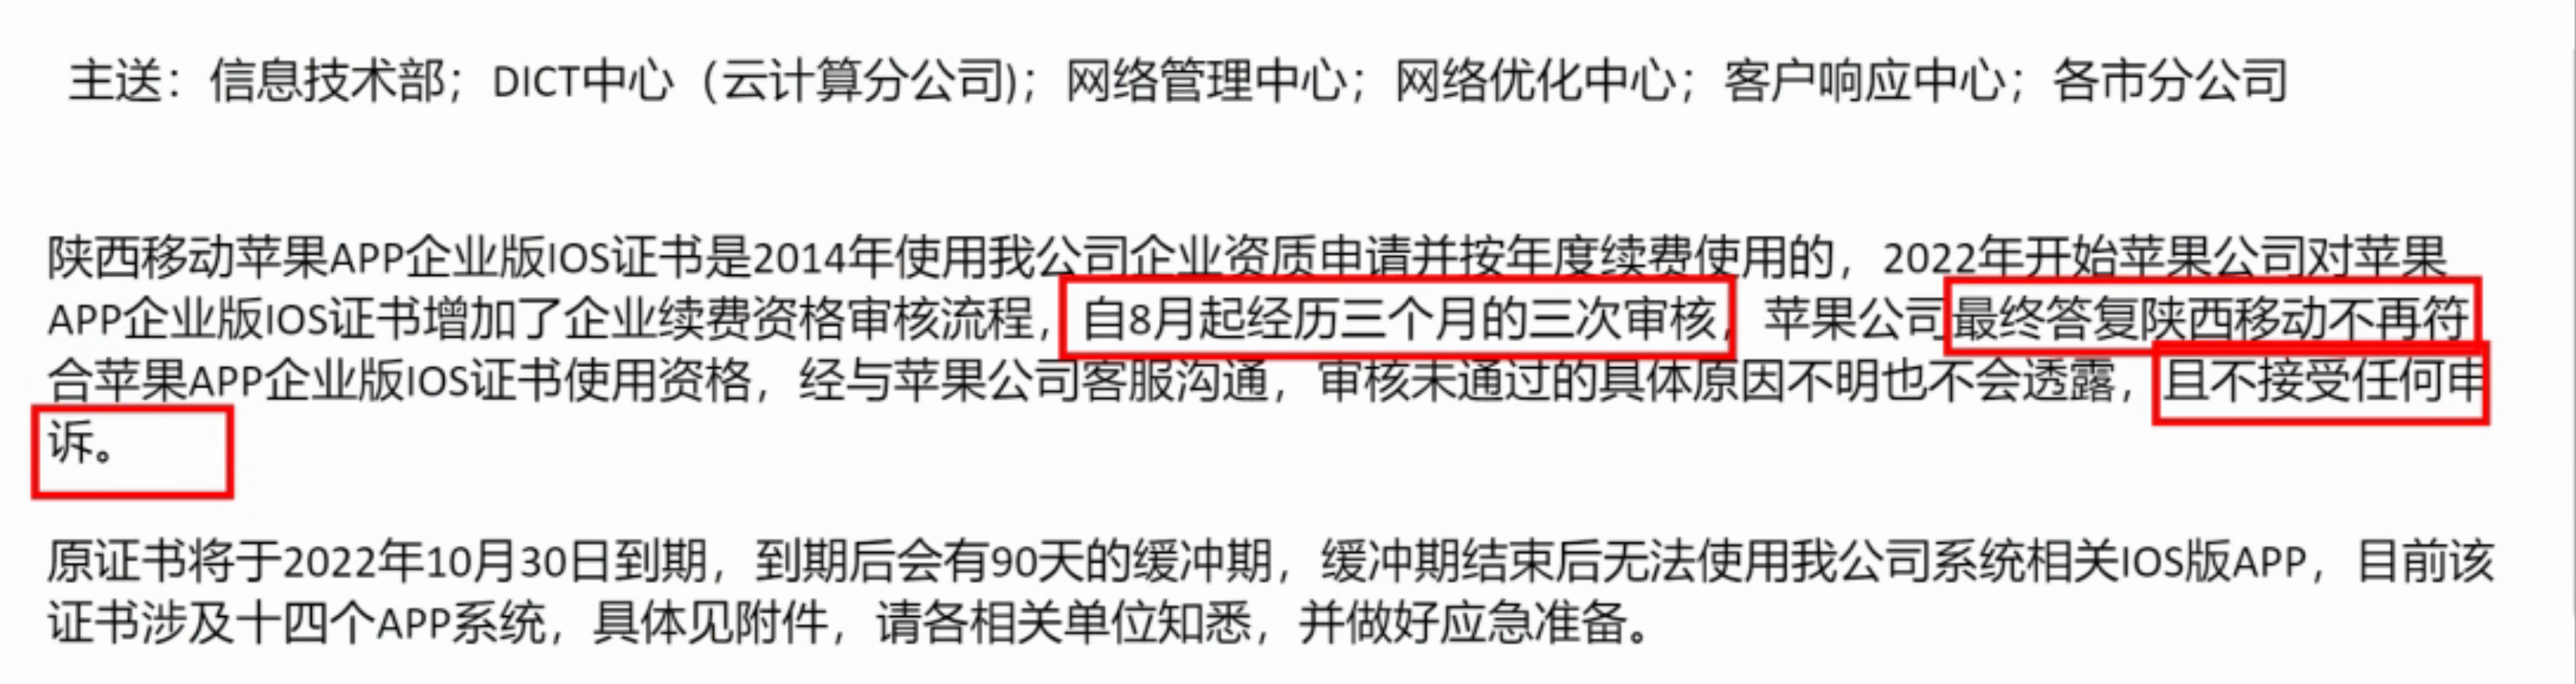 主送：信息技术部；DICT中心（云计算分公司)；网络管理中心；网络优化中心；客户响应中心；各市分公司
陕西移动苹果APP企业版IOS证书是2014年使用我公司企业资质申请并按年度续费使用的，2022年开始苹果公司对苹果
APP企业版IOS证书增加了企业续费资格审核流程，自8月起经历三个月的三次审核，苹果公司最终答复陕西移动不再符
合苹果APP企业版IOS证书使用资格，经与苹果公司客服沟通，审核未通过的具体原因不明也不会透露，且不接受任何申
诉。
原证书将于2022年10月30日到期，到期后会有90天的缓冲期，缓冲期结束后无法使用我公司系统相关IOS版APP，目前该
证书涉及十四个APP系统，具体见附件，请各相关单位知悉，并做好应急准备。